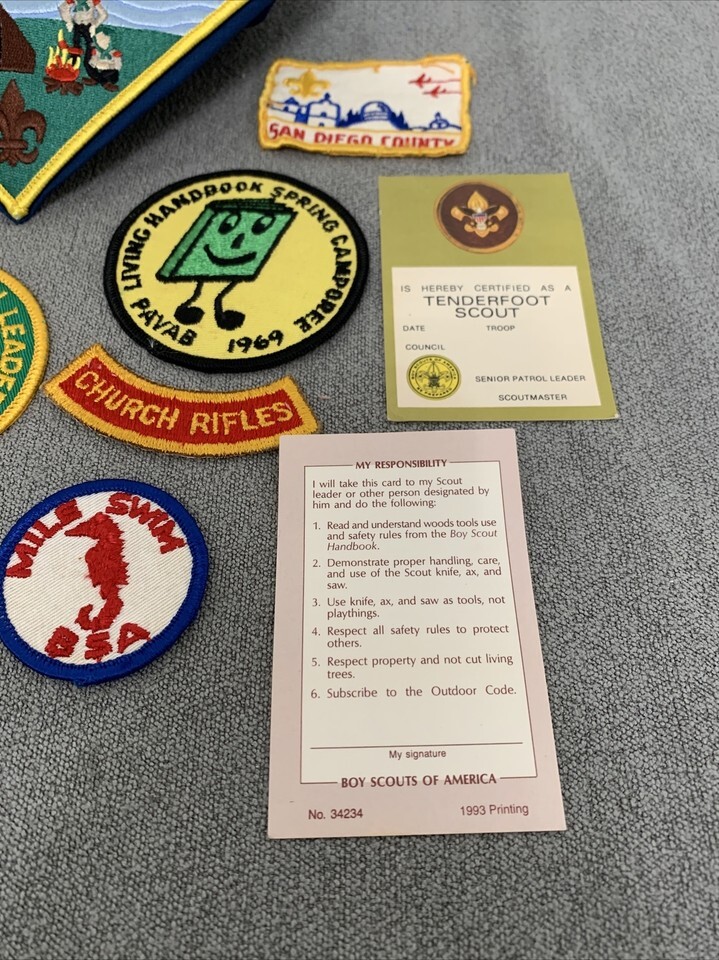 SAN DIEGO COUNTY
LIVING HANDBOOK SPRING CAMPOREE
PAVAB 1969
LEADER
CHURCH RIFLES
MILE SWIM
BSA
IS HEREBY CERTIFIED AS A
TENDERFOOT
SCOUT
DATE TROOP
COUNCIL
SENIOR PATROL LEADER
SCOUTMASTER
MY RESPONSIBILITY
I will take this card to my Scout
leader or other person designated by
him and do the following:
1. Read and understand woods tools use
and safety rules from the Boy Scout
Handbook.
2. Demonstrate proper handling, care,
and use of the Scout knife, ax, and
saw.
3. Use knife, ax, and saw as tools, not
playthings.
4. Respect all safety rules to protect
others.
5. Respect property and not cut living
trees.
6. Subscribe to the Outdoor Code.
My signature
BOY SCOUTS OF AMERICA
No. 34234 1993 Printing